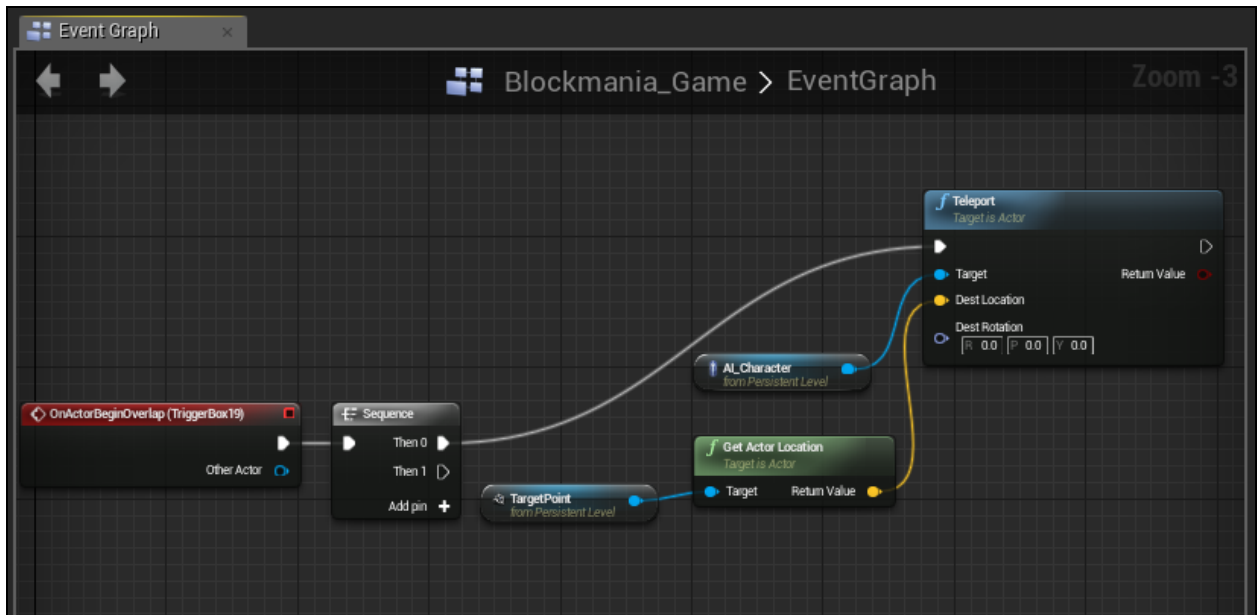 Event Graph
Blockmania_Game > EventGraph
Zoom -3
Teleport
Target is Actor
Target
Return Value
Dest Location
Dest Rotation
R 0.0 P 0.0 Y 0.0
AI_Character
from Persistent Level
OnActorBeginOverlap (TriggerBox19)
Other Actor
Sequence
Then 0
Then 1
Add pin
TargetPoint
from Persistent Level
Get Actor Location
Target is Actor
Target
Return Value